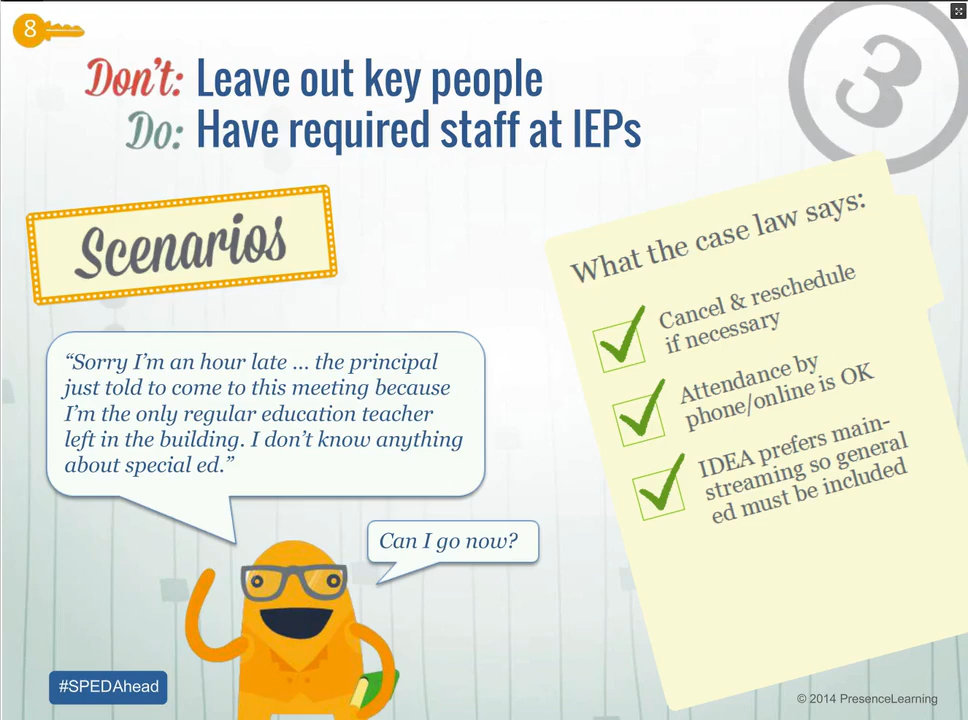 8
3
Don't: Leave out key people
Do: Have required staff at IEPs
Scenarios
"Sorry I'm an hour late ... the principal
just told to come to this meeting because
I'm the only regular education teacher
left in the building. I don't know anything
about special ed."
Can I go now?
What the case law says:
Cancel & reschedule
if necessary
Attendance by
phone/online is OK
IDEA prefers main-
streaming so general
ed must be included
#SPEDAhead
© 2014 PresenceLearning